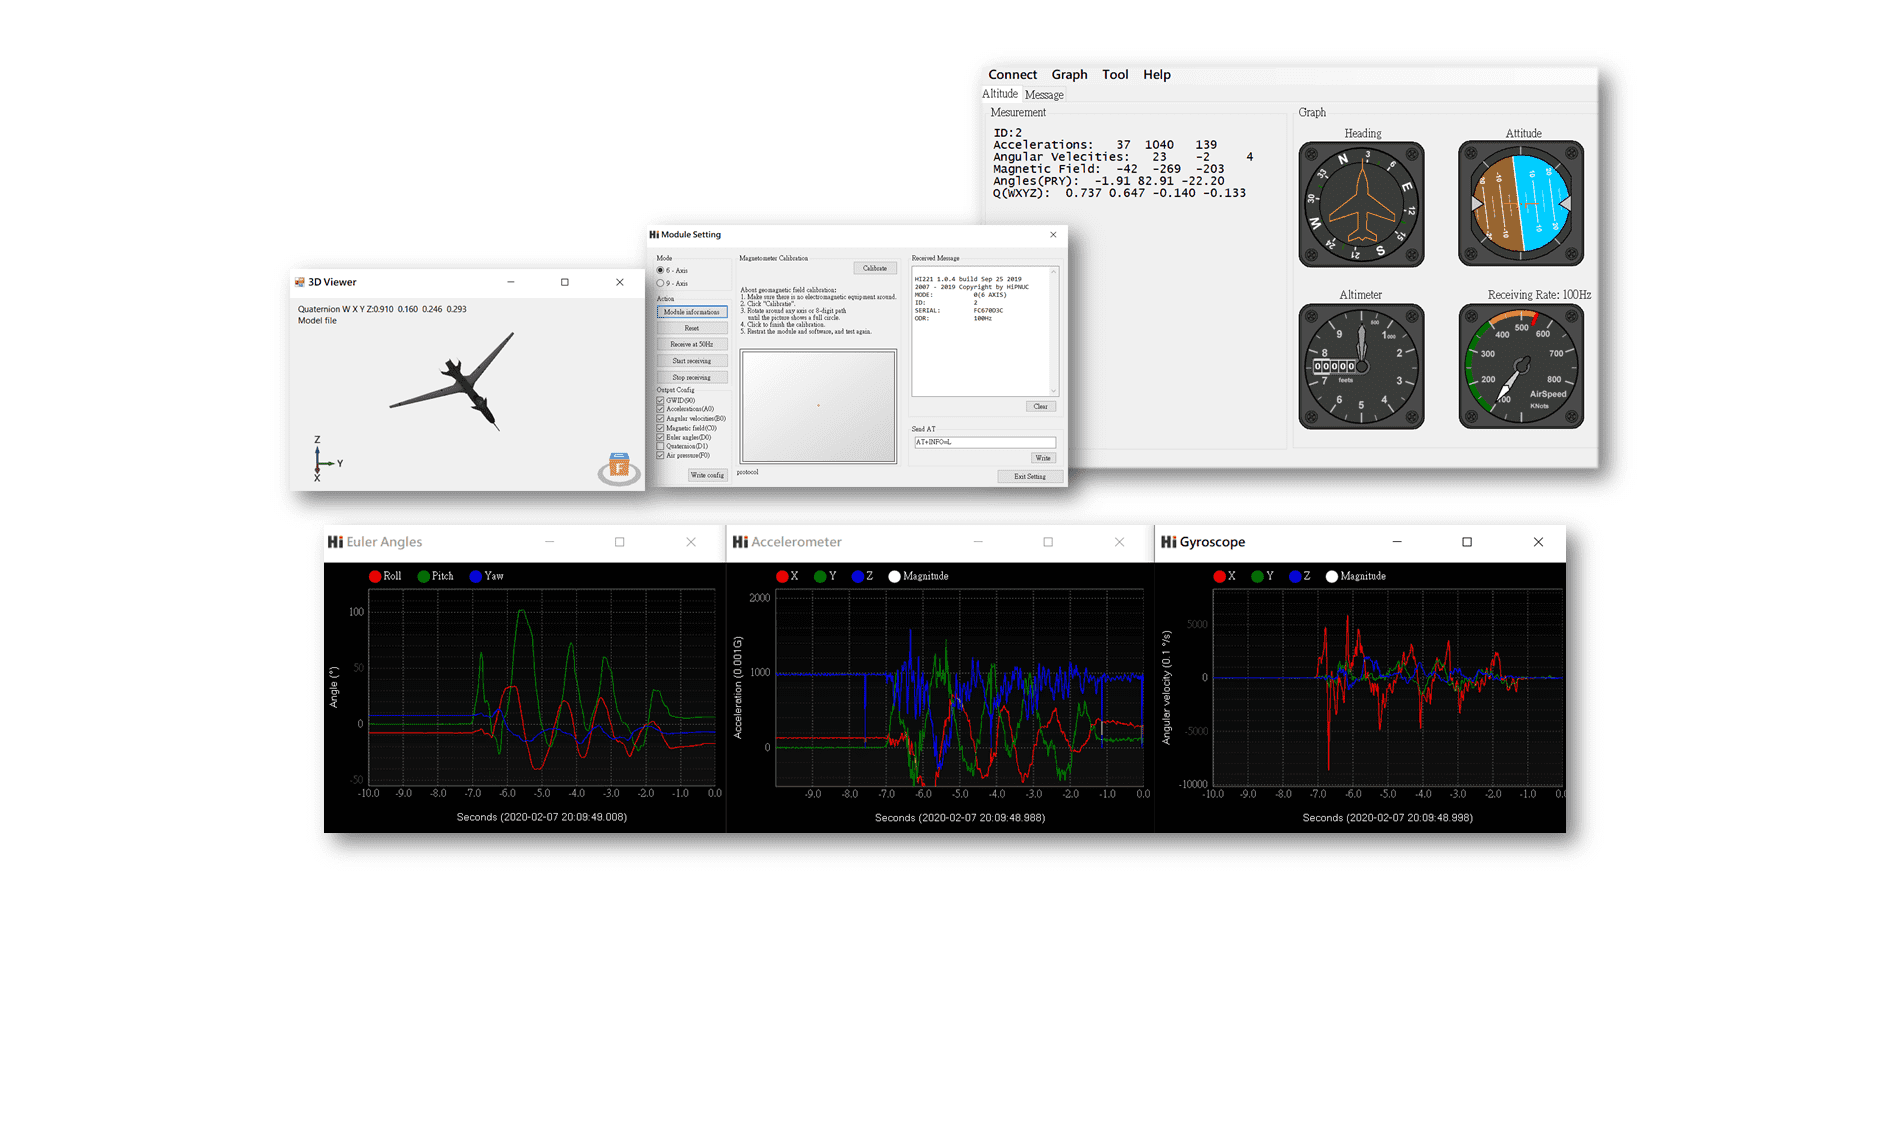 Connect Graph Tool Help
Altitude Message
Mesurement
ID:2
Accelerations: 37 1040 139
Angular Velecities: 23 -2 4
Magnetic Field: -42 -269 -203
Angles(PRY): -1.91 82.91 -22.20
Q(WXYZ): 0.737 0.647 -0.140 -0.133
Graph
Heading
N 3 6 E 12 15 S 21 24 W 30 33
Attitude
Altimeter
9 1 8 2 7 3 6 5 4
00000
feets
Receiving Rate: 100Hz
100 200 300 400 500 600 700 800
AirSpeed
KNots
Hi Module Setting
Mode
6 - Axis
9 - Axis
Action
Module informations
Reset
Receive at 50Hz
Start receiving
Stop receiving
Output Config
GWID(90)
Accelerations(A0)
Angular velocities(B0)
Magnetic field(C0)
Euler angles(D0)
Quaternion(D1)
Air pressure(F0)
Write config
Magnetometer Calibration
Calibrate
About geomagnetic field calibration:
1. Make sure there is no electromagnetic equipment around.
2. Click "Calibratie".
3. Rotate around any axis or 8-digit path
until the picture shows a full circle.
4. Click to finish the calibration.
5. Restrat the module and software, and test again.
protocol
Received Message
HI221 1.0.4 build Sep 25 2019
2007 - 2019 Copyright by HiPNUC
MODE: 0(6 AXIS)
ID: 2
SERIAL: FC670D3C
ODR: 100Hz
Clear
Send AT
AT+INFO=L
Write
Exit Setting
3D Viewer
Quaternion W X Y Z:0.910 0.160 0.246 0.293
Model file
Z
Y
X
F
Hi Euler Angles
Roll Pitch Yaw
100
50
0
-50
Angle (°)
-10.0 -9.0 -8.0 -7.0 -6.0 -5.0 -4.0 -3.0 -2.0 -1.0 0.0
Seconds (2020-02-07 20:09:49.008)
Hi Accelerometer
X Y Z Magnitude
2000
1000
0
Acceleration (0.001G)
-9.0 -8.0 -7.0 -6.0 -5.0 -4.0 -3.0 -2.0 -1.0 0.0
Seconds (2020-02-07 20:09:48.988)
Hi Gyroscope
X Y Z Magnitude
5000
0
-5000
-10000
Angular velocity (0.1 °/s)
-10.0 -9.0 -8.0 -7.0 -6.0 -5.0 -4.0 -3.0 -2.0 -1.0 0.0
Seconds (2020-02-07 20:09:48.998)